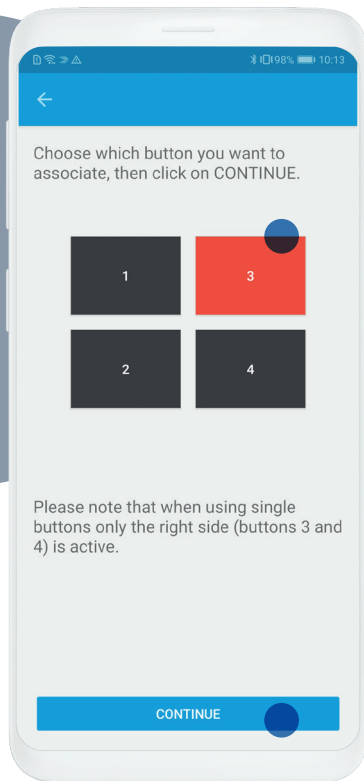 98% 10:13
Choose which button you want to
associate, then click on CONTINUE.
1
3
2
4
Please note that when using single
buttons only the right side (buttons 3 and
4) is active.
CONTINUE